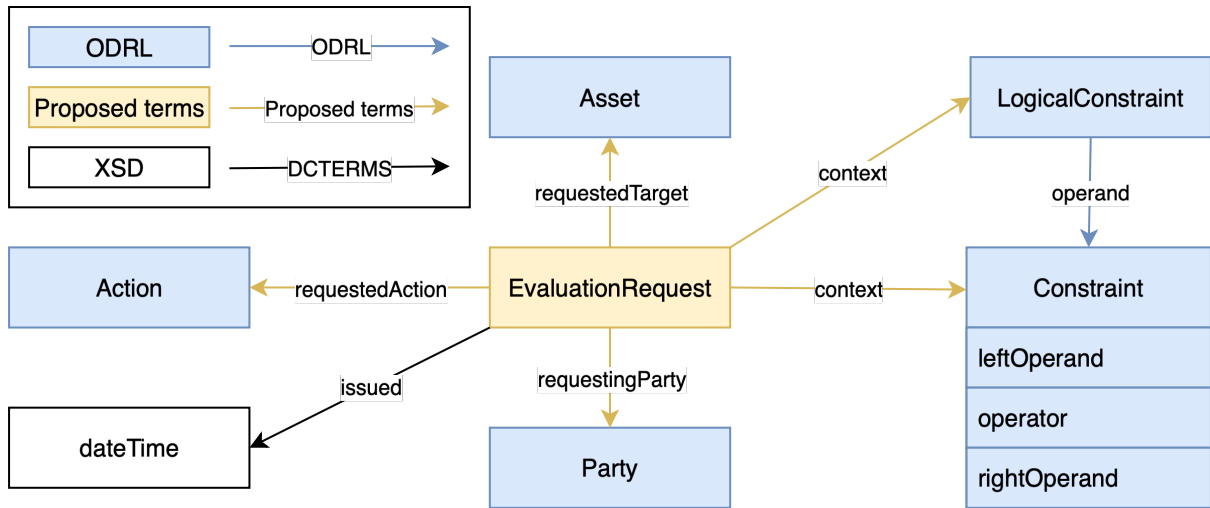 ODRL
ODRL
Proposed terms
Proposed terms
XSD
DCTERMS
Asset
LogicalConstraint
context
requestedTarget
operand
Action
requestedAction
EvaluationRequest
context
Constraint
leftOperand
issued
requestingParty
operator
dateTime
Party
rightOperand